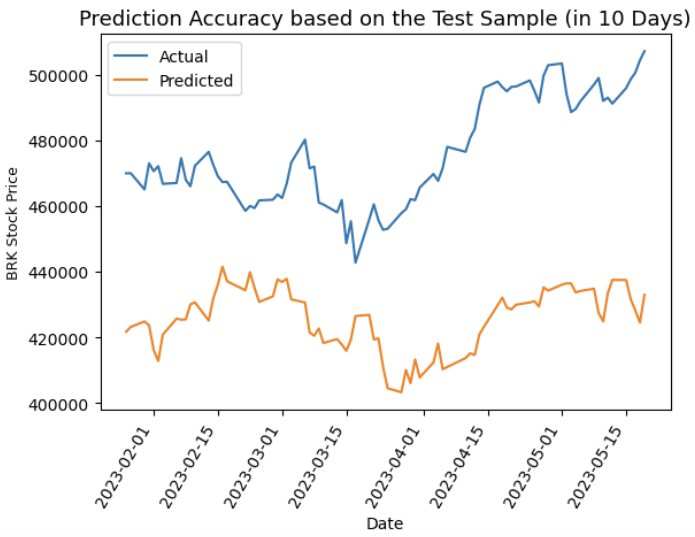 Prediction Accuracy based on the Test Sample (in 10 Days)
Actual
Predicted
BRK Stock Price
500000
480000
460000
440000
420000
400000
2023-02-01
2023-02-15
2023-03-01
2023-03-15
2023-04-01
2023-04-15
2023-05-01
2023-05-15
Date